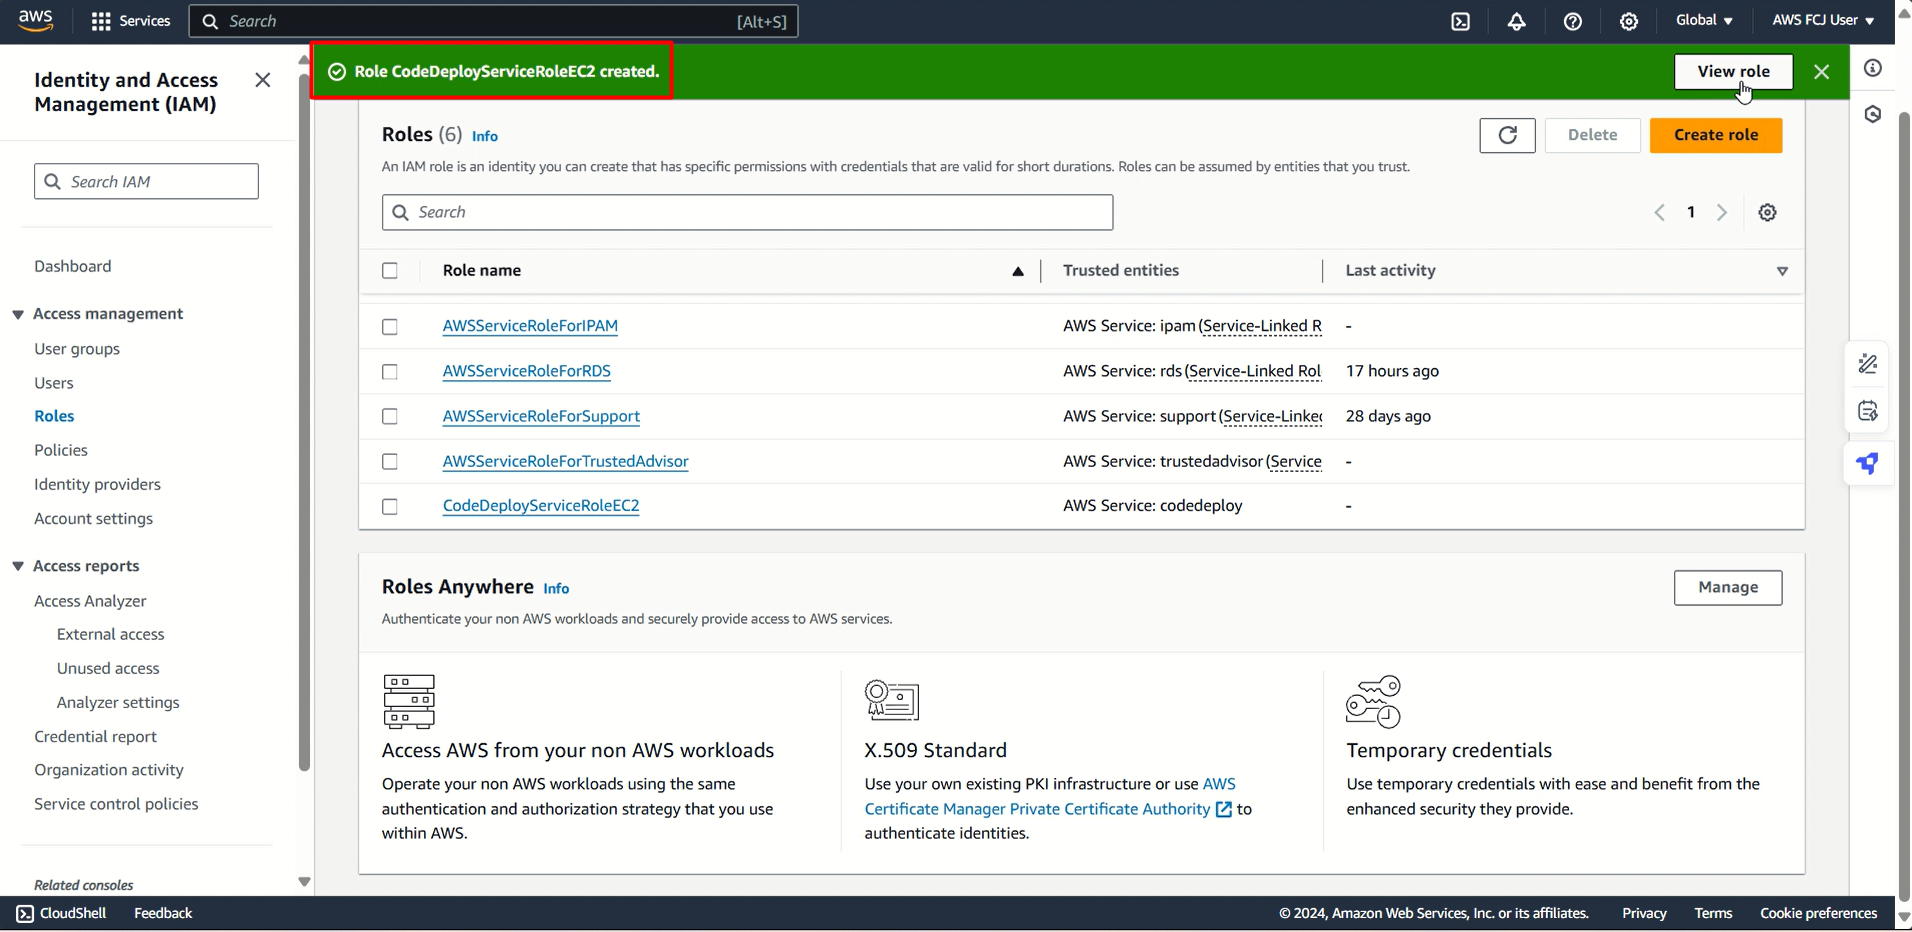 aws
Services
Search
[Alt+S]
Global
AWS FCJ User
Identity and Access
Management (IAM)
Search IAM
Dashboard
Access management
User groups
Users
Roles
Policies
Identity providers
Account settings
Access reports
Access Analyzer
External access
Unused access
Analyzer settings
Credential report
Organization activity
Service control policies
Related consoles
Role CodeDeployServiceRoleEC2 created.
View role
Roles (6) Info
Delete
Create role
An IAM role is an identity you can create that has specific permissions with credentials that are valid for short durations. Roles can be assumed by entities that you trust.
Search
1
Role name
Trusted entities
Last activity
AWSServiceRoleForIPAM
AWS Service: ipam (Service-Linked R
-
AWSServiceRoleForRDS
AWS Service: rds (Service-Linked Rol
17 hours ago
AWSServiceRoleForSupport
AWS Service: support (Service-Linked
28 days ago
AWSServiceRoleForTrustedAdvisor
AWS Service: trustedadvisor (Service
-
CodeDeployServiceRoleEC2
AWS Service: codedeploy
-
Roles Anywhere Info
Manage
Authenticate your non AWS workloads and securely provide access to AWS services.
Access AWS from your non AWS workloads
Operate your non AWS workloads using the same
authentication and authorization strategy that you use
within AWS.
X.509 Standard
Use your own existing PKI infrastructure or use AWS
Certificate Manager Private Certificate Authority to
authenticate identities.
Temporary credentials
Use temporary credentials with ease and benefit from the
enhanced security they provide.
CloudShell
Feedback
© 2024, Amazon Web Services, Inc. or its affiliates.
Privacy
Terms
Cookie preferences